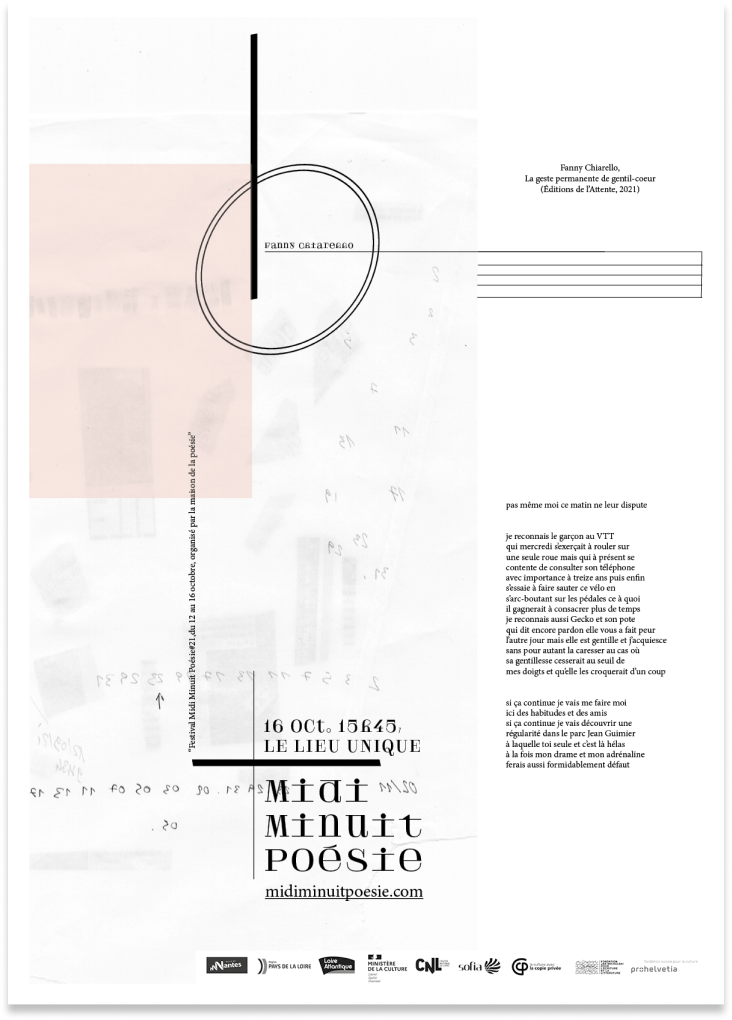 Fanny Chiarello,
La geste permanente de gentil-coeur
(Éditions de l'Attente, 2021)
Fanny Chiarello
pas même moi ce matin ne leur dispute
je reconnais le garçon au VTT
qui mercredi s'exerçait à rouler sur
une seule roue mais qui à présent se
contente de consulter son téléphone
avec importance à treize ans puis enfin
s'essaie à faire sauter ce vélo en
s'arc-boutant sur les pédales ce à quoi
il gagnerait à consacrer plus de temps
je reconnais aussi Gecko et son pote
qui dit encore pardon elle vous a fait peur
l'autre jour mais elle est gentille et j'acquiesce
sans pour autant la caresser au cas où
sa gentillesse cesserait au seuil de
mes doigts et qu'elle les croquerait d'un coup
si ça continue je vais me faire moi
ici des habitudes et des amis
si ça continue je vais découvrir une
régularité dans le parc Jean Guimier
à laquelle toi seule et c'est là hélas
à la fois mon drame et mon adrénaline
ferais aussi formidablement défaut
"Festival Midi Minuit Poésie#21,du 12 au 16 octobre, organisé par la maison de la poésie"
16 oct. 15h45,
LE LIEU UNIQUE
Midi
Minuit
Poésie
midiminuitpoesie.com
Nantes
Région
PAYS DE LA LOIRE
Loire
Atlantique
MINISTÈRE
DE LA CULTURE
CNL
sofia
la copie privée
prohelvetia